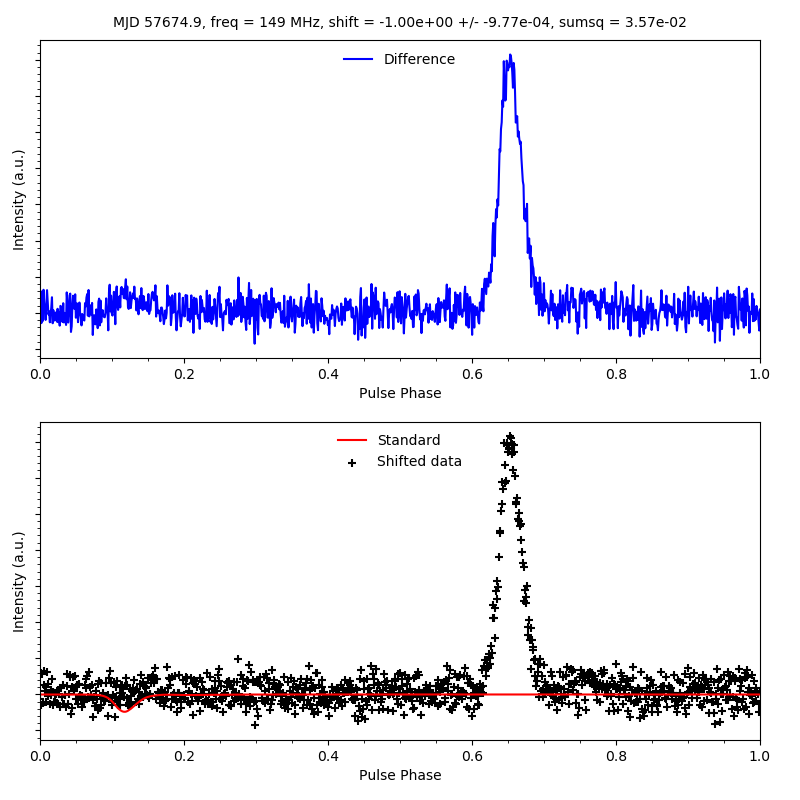 MJD 57674.9, freq = 149 MHz, shift = -1.00e+00 +/- -9.77e-04, sumsq = 3.57e-02
Difference
Intensity (a.u.)
0.0 0.2 0.4 0.6 0.8 1.0
Pulse Phase
Standard
Shifted data
Intensity (a.u.)
0.0 0.2 0.4 0.6 0.8 1.0
Pulse Phase